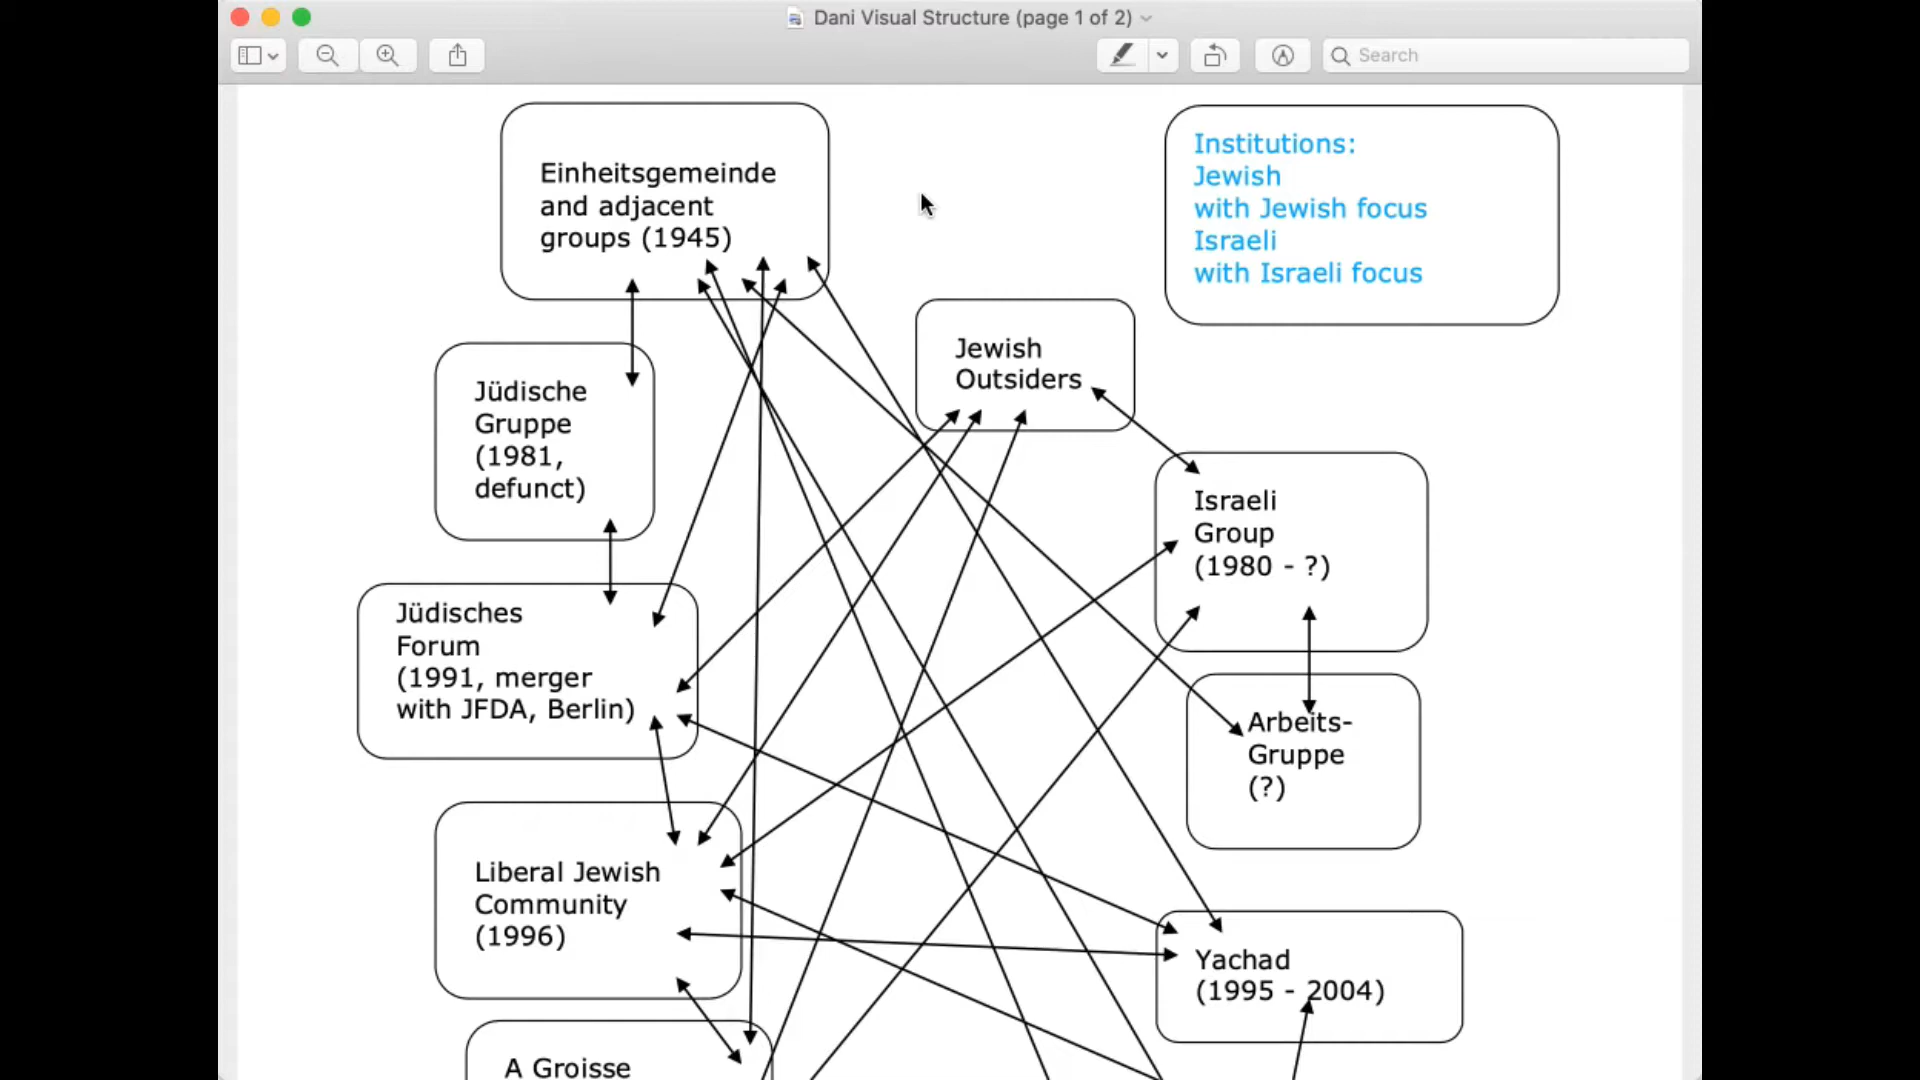 Dani Visual Structure (page 1 of 2)
Search
Einheitsgemeinde
and adjacent
groups (1945)
Institutions:
Jewish
with Jewish focus
Israeli
with Israeli focus
Jewish
Outsiders
Jüdische
Gruppe
(1981,
defunct)
Israeli
Group
(1980 - ?)
Jüdisches
Forum
(1991, merger
with JFDA, Berlin)
Arbeits-
Gruppe
(?)
Liberal Jewish
Community
(1996)
Yachad
(1995 - 2004)
A Groisse